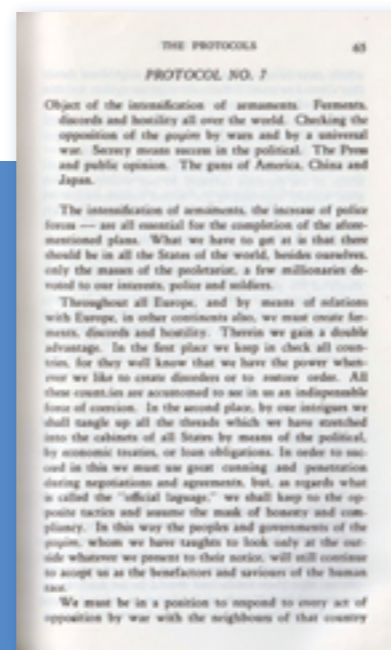 THE PROTOCOLS 65
PROTOCOL NO. 7
Object of the intensification of armaments. Ferments,
discords and hostility all over the world. Checking the
opposition of the goyim by wars and by a universal
war. Secrecy means success in the political. The Press
and public opinion. The guns of America, China and
Japan.
The intensification of armaments, the increase of police
forces — are all essential for the completion of the afore-
mentioned plans. What we have to get at is that there
should be in all the States of the world, besides ourselves,
only the masses of the proletariat, a few millionaires de-
voted to our interests, police and soldiers.
Throughout all Europe, and by means of relations
with Europe, in other continents also, we must create fer-
ments, discords and hostility. Therein we gain a double
advantage. In the first place we keep in check all coun-
tries, for they well know that we have the power when-
ever we like to create disorders or to restore order. All
these countries are accustomed to see in us an indispensable
force of coercion. In the second place, by our intrigues we
shall tangle up all the threads which we have stretched
into the cabinets of all States by means of the political,
by economic treaties, or loan obligations. In order to suc-
ceed in this we must use great cunning and penetration
during negotiations and agreements, but, as regards what
is called the "official language," we shall keep to the op-
posite tactics and assume the mask of honesty and com-
pliancy. In this way the peoples and governments of the
goyim, whom we have taught to look only at the out-
side whatever we present to their notice, will still continue
to accept us as the benefactors and saviours of the human
race.
We must be in a position to respond to every act of
opposition by war with the neighbours of that country